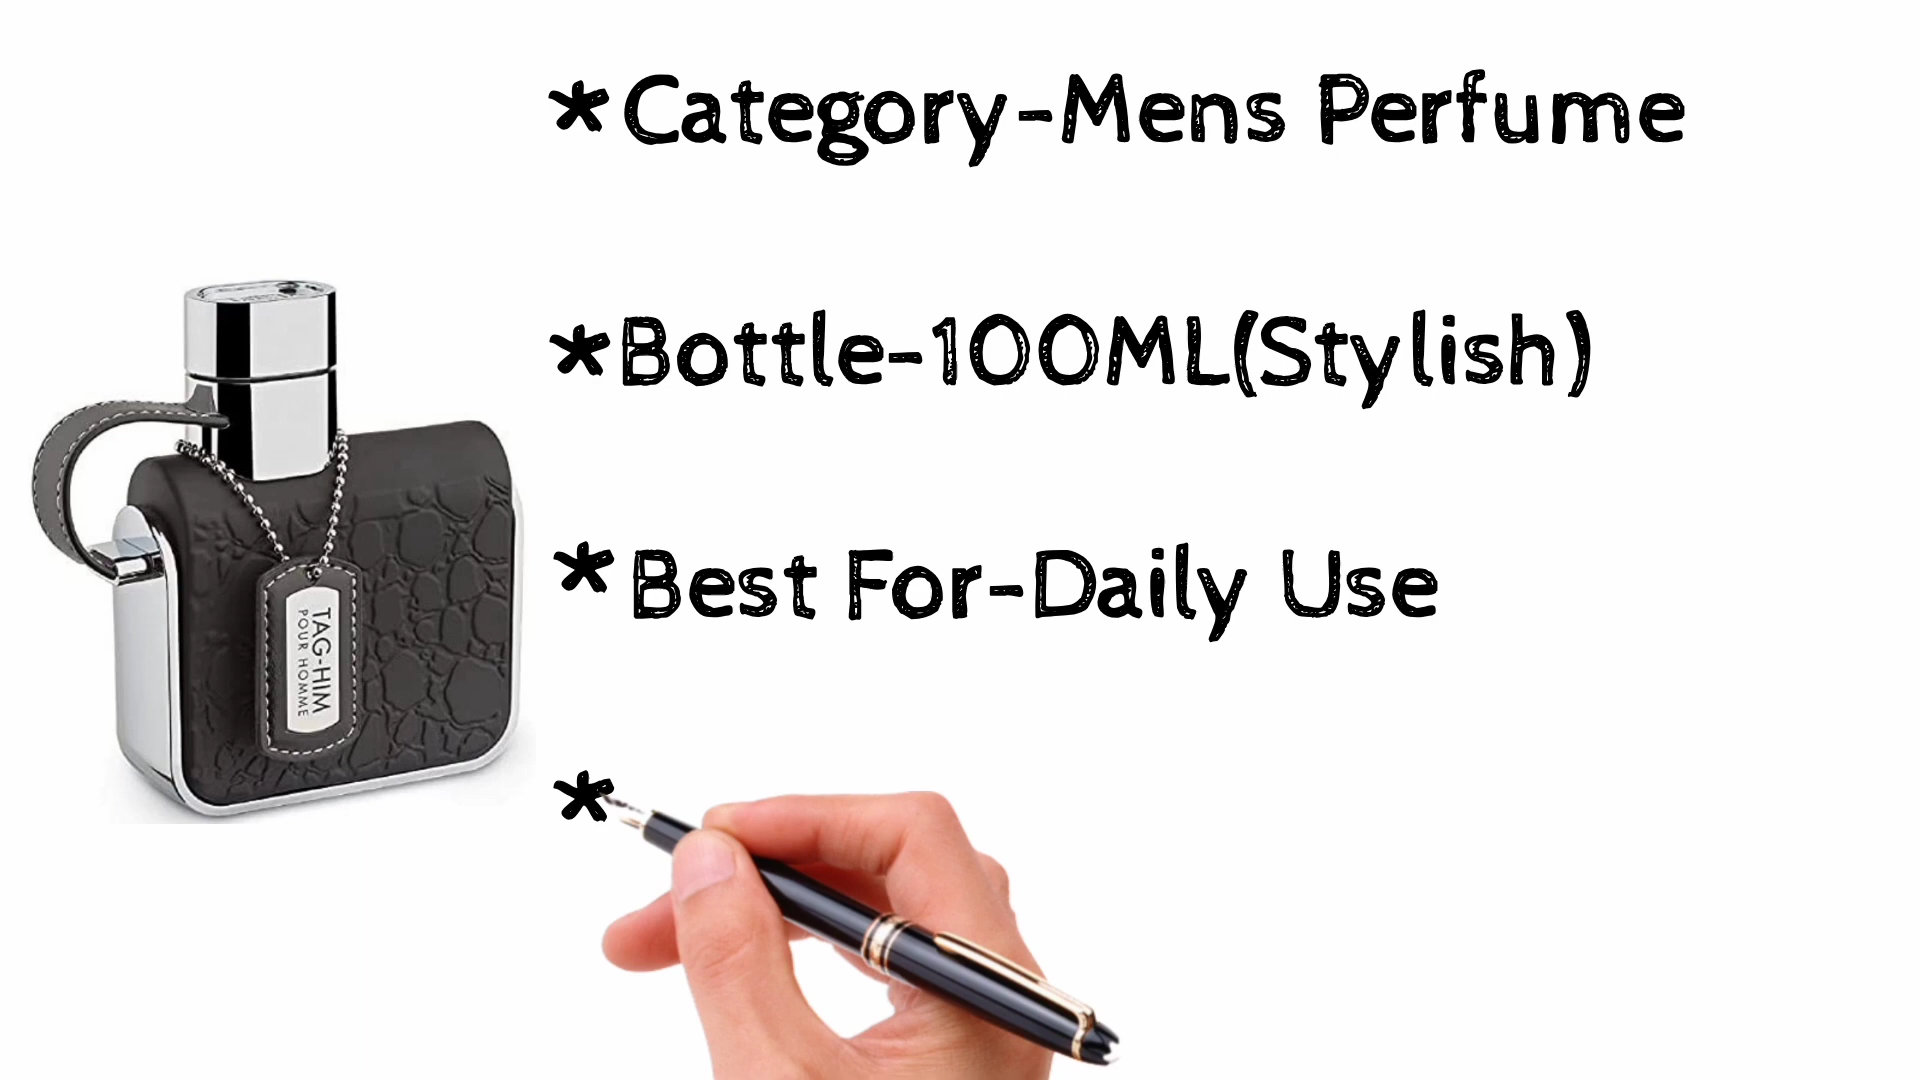 *Category-Mens Perfume
*Bottle-100ML(Stylish)
*Best For-Daily Use
*
TAG-HIM
POUR HOMME